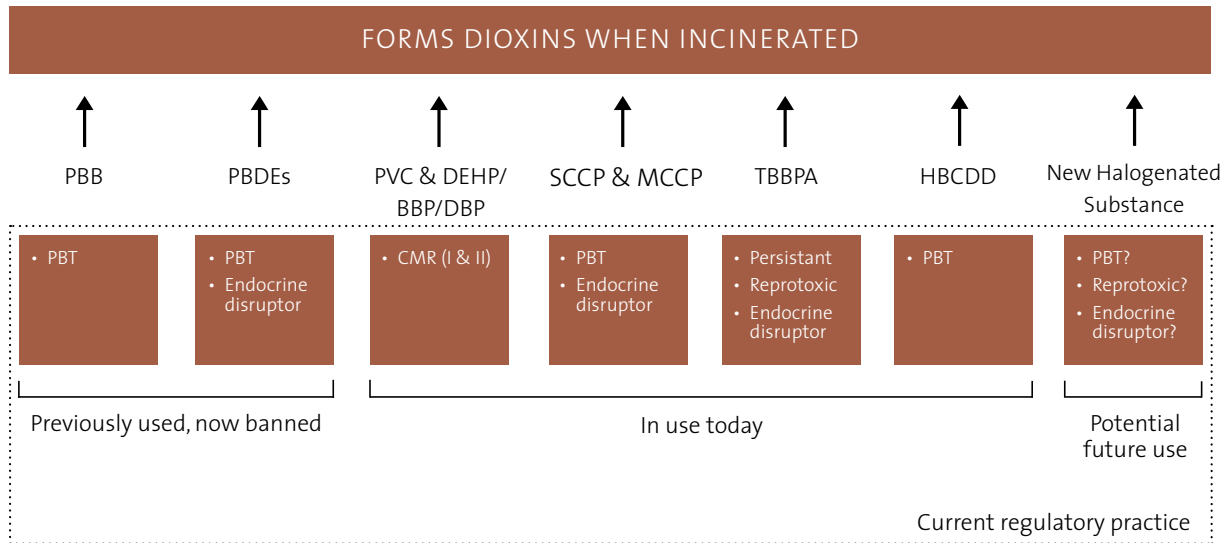 FORMS DIOXINS WHEN INCINERATED
PBB
PBDEs
PVC & DEHP/
BBP/DBP
SCCP & MCCP
TBBPA
HBCDD
New Halogenated
Substance
• PBT
• PBT
• Endocrine
disruptor
• CMR (I & II)
• PBT
• Endocrine
disruptor
• Persistant
• Reprotoxic
• Endocrine
disruptor
• PBT
• PBT?
• Reprotoxic?
• Endocrine
disruptor?
Previously used, now banned
In use today
Potential
future use
Current regulatory practice